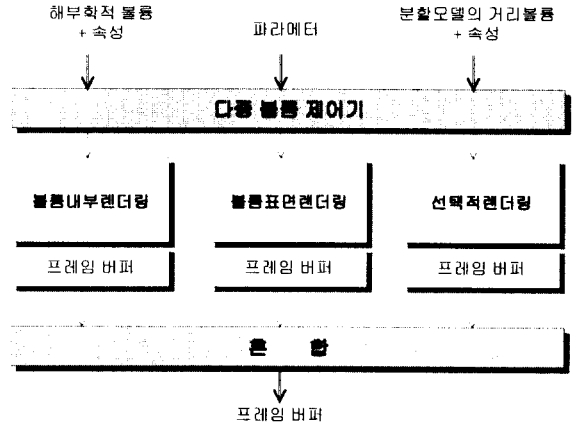 해부학적 볼륨
+ 속성
파라메터
분할모델의 거리볼륨
+ 속성
다중 볼륨 제어기
볼륨내부렌더링
볼륨표면렌더링
선택적렌더링
프레임 버퍼
프레임 버퍼
프레임 버퍼
혼 합
프레임 버퍼